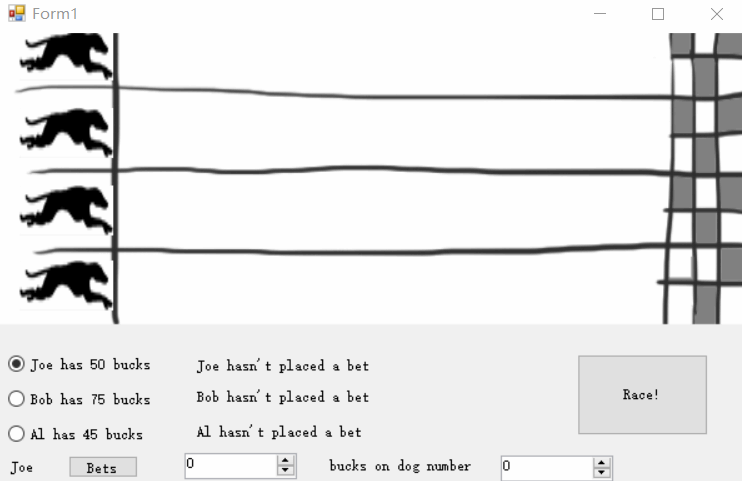 Form1
Joe has 50 bucks
Joe hasn't placed a bet
Bob has 75 bucks
Bob hasn't placed a bet
Race!
Al has 45 bucks
Al hasn't placed a bet
Joe Bets 0 bucks on dog number 0